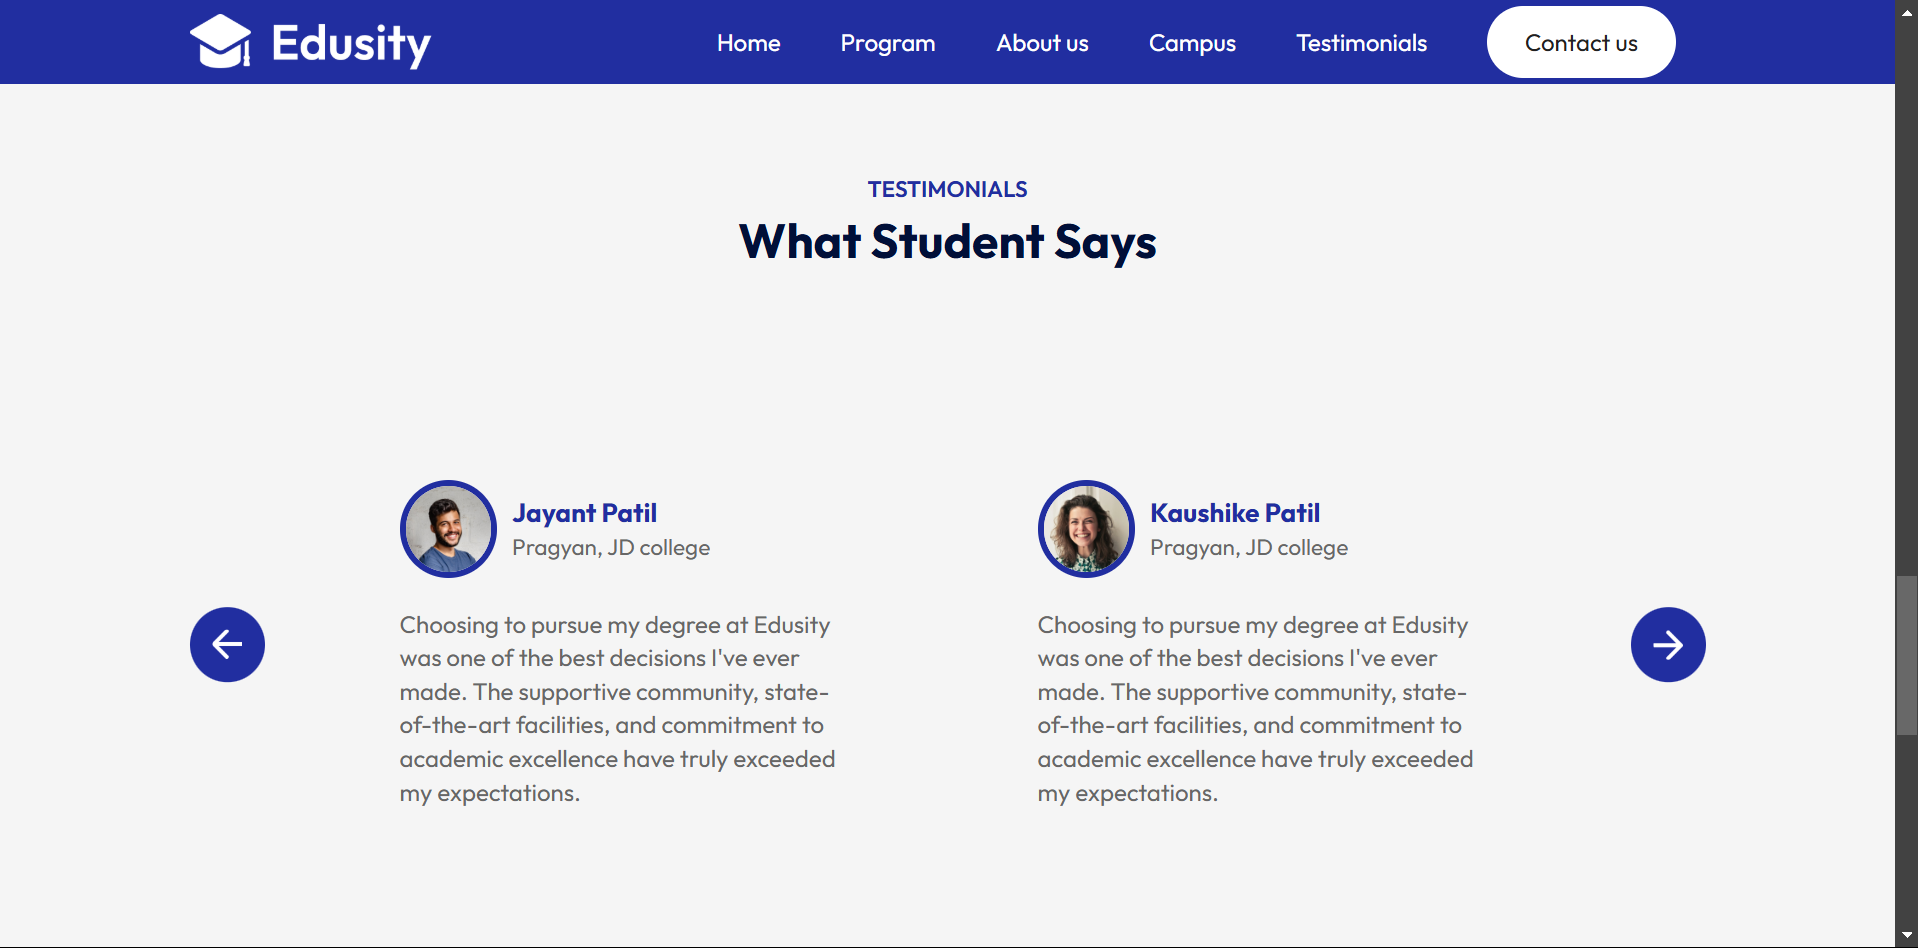 Edusity
Home Program About us Campus Testimonials Contact us
TESTIMONIALS
What Student Says
Jayant Patil
Pragyan, JD college
Choosing to pursue my degree at Edusity
was one of the best decisions I've ever
made. The supportive community, state-
of-the-art facilities, and commitment to
academic excellence have truly exceeded
my expectations.
Kaushike Patil
Pragyan, JD college
Choosing to pursue my degree at Edusity
was one of the best decisions I've ever
made. The supportive community, state-
of-the-art facilities, and commitment to
academic excellence have truly exceeded
my expectations.